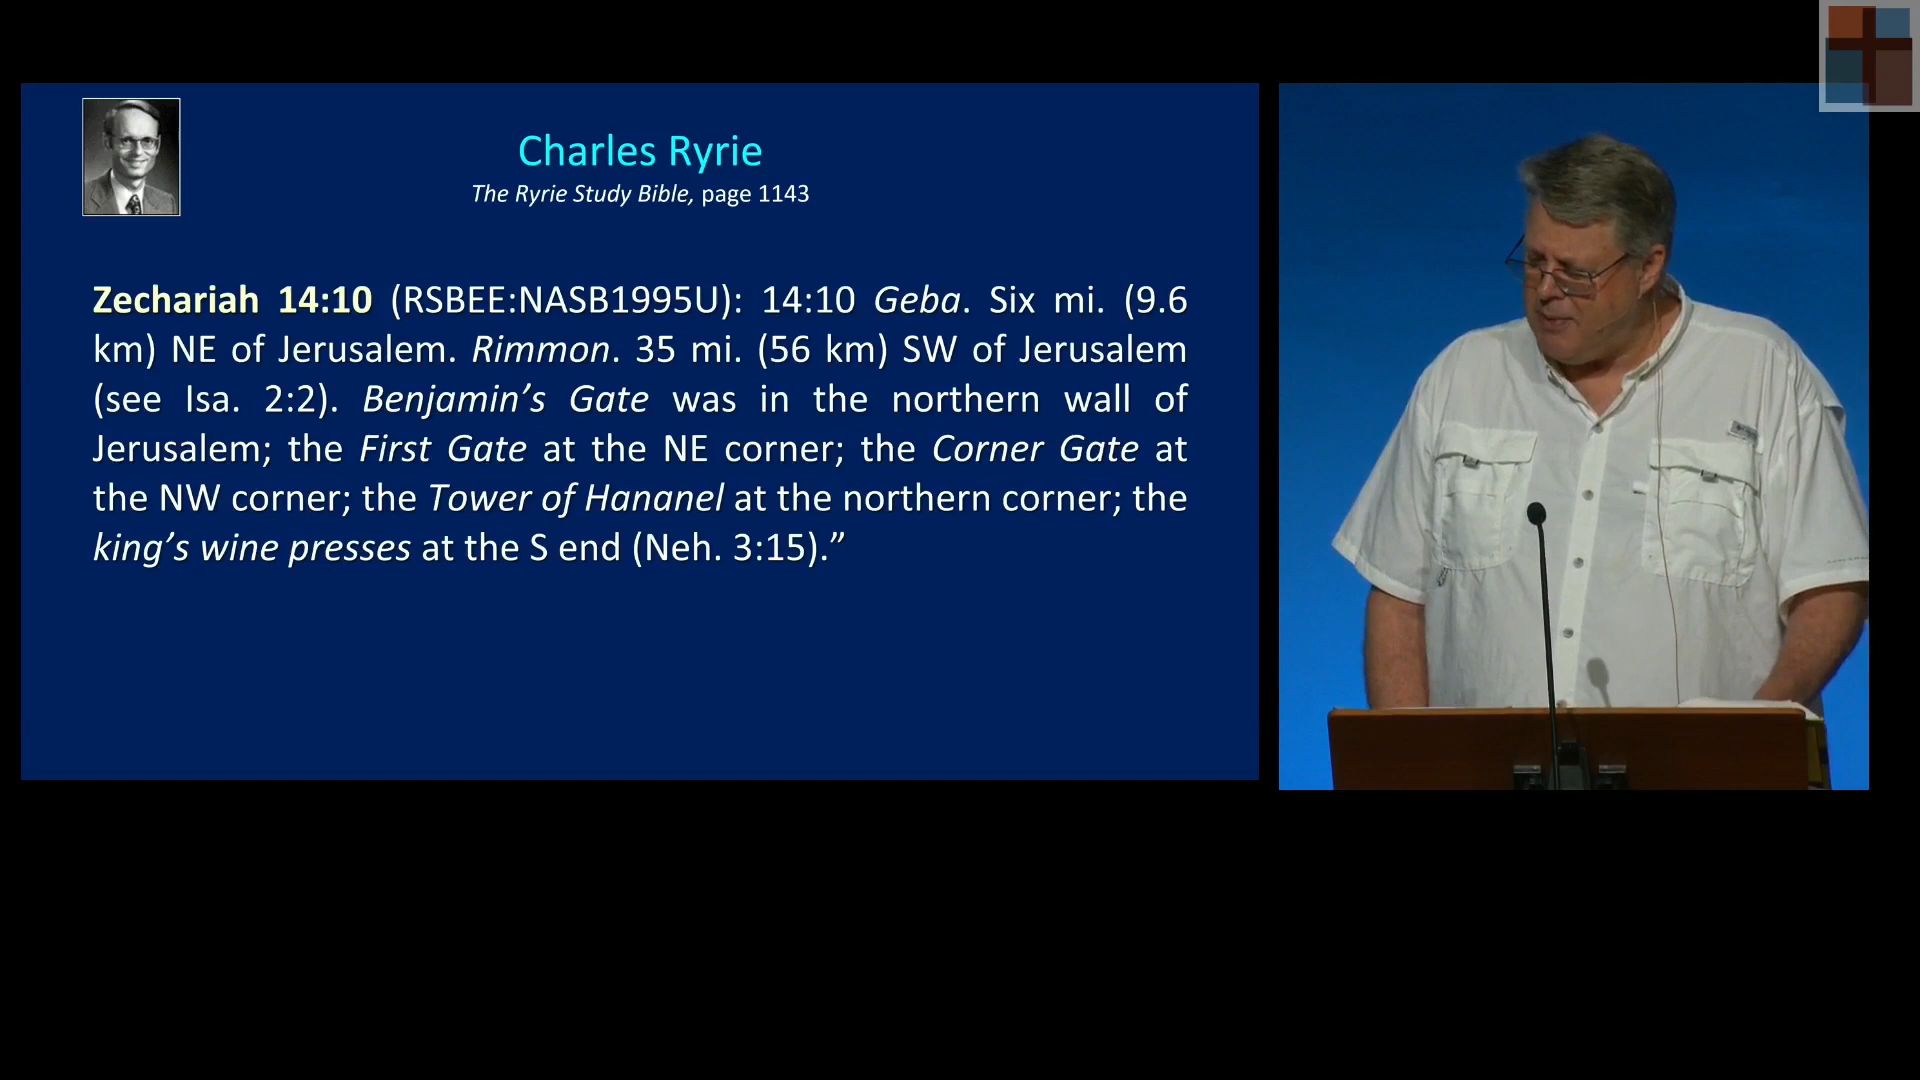 Charles Ryrie
The Ryrie Study Bible, page 1143
Zechariah 14:10 (RSBEE:NASB1995U): 14:10 Geba. Six mi. (9.6
km) NE of Jerusalem. Rimmon. 35 mi. (56 km) SW of Jerusalem
(see Isa. 2:2). Benjamin’s Gate was in the northern wall of
Jerusalem; the First Gate at the NE corner; the Corner Gate at
the NW corner; the Tower of Hananel at the northern corner; the
king’s wine presses at the S end (Neh. 3:15).”